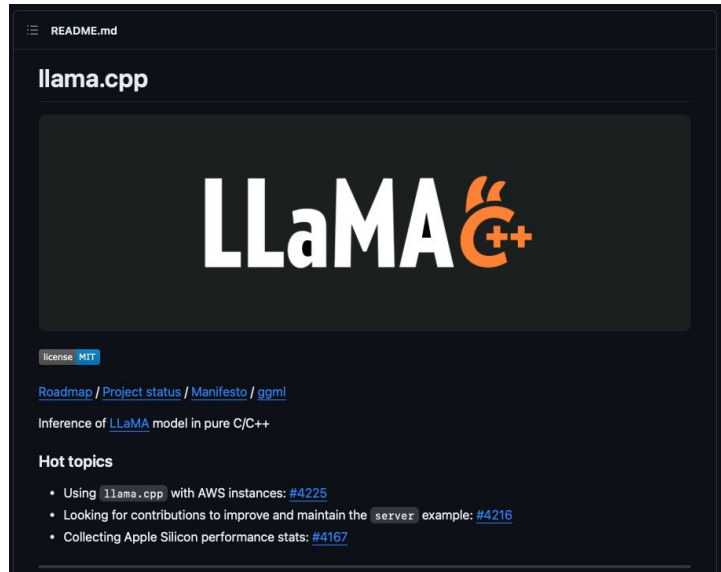 README.md
llama.cpp
LLaMA C++
license MIT
Roadmap / Project status / Manifesto / ggml
Inference of LLaMA model in pure C/C++
Hot topics
• Using llama.cpp with AWS instances: #4225
• Looking for contributions to improve and maintain the server example: #4216
• Collecting Apple Silicon performance stats: #4167